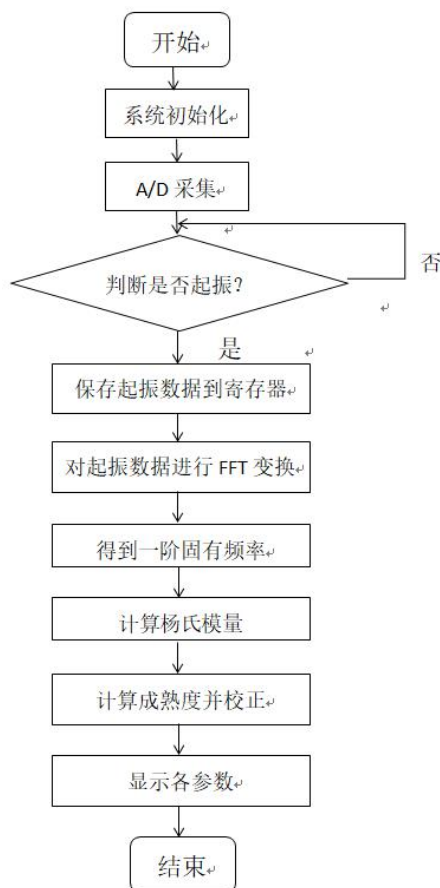 开始
系统初始化
A/D 采集
判断是否起振?
否
是
保存起振数据到寄存器
对起振数据进行 FFT 变换
得到一阶固有频率
计算杨氏模量
计算成熟度并校正
显示各参数
结束